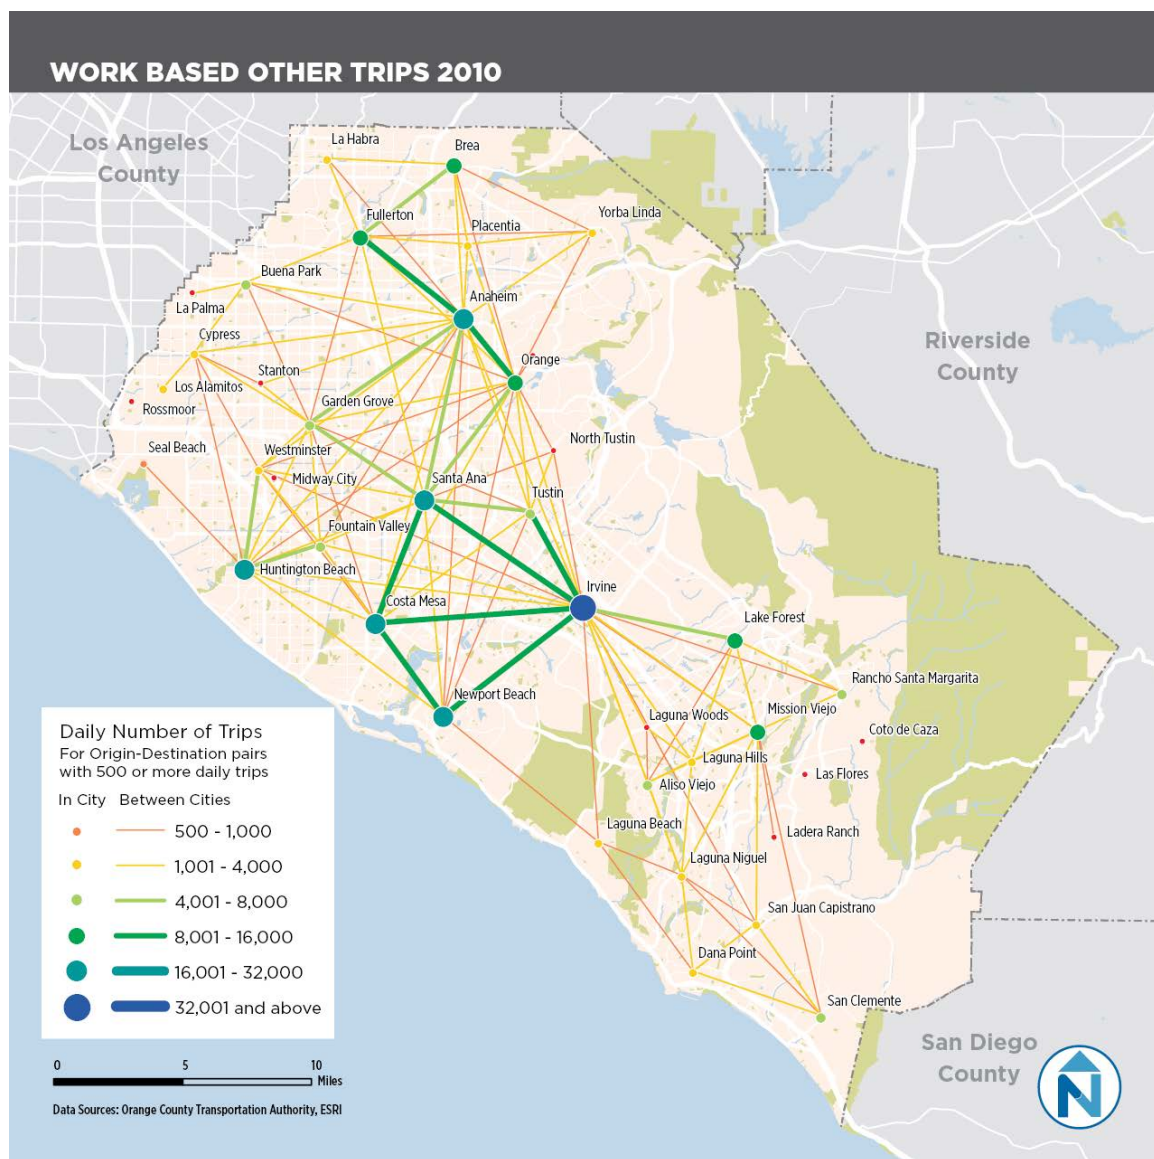 WORK BASED OTHER TRIPS 2010
Los Angeles
County
La Habra
Brea
Fullerton
Placentia
Yorba Linda
Buena Park
La Palma
Anaheim
Cypress
Riverside
County
Orange
Stanton
Los Alamitos
Rossmoor
Garden Grove
Seal Beach
Westminster
North Tustin
Midway City
Santa Ana
Tustin
Fountain Valley
Huntington Beach
Irvine
Costa Mesa
Lake Forest
Rancho Santa Margarita
Newport Beach
Mission Viejo
Laguna Woods
Coto de Caza
Laguna Hills
Las Flores
Aliso Viejo
Laguna Beach
Ladera Ranch
Laguna Niguel
San Juan Capistrano
Dana Point
San Clemente
San Diego
County
Daily Number of Trips
For Origin-Destination pairs
with 500 or more daily trips
In City Between Cities
500 - 1,000
1,001 - 4,000
4,001 - 8,000
8,001 - 16,000
16,001 - 32,000
32,001 and above
0 5 10
Miles
Data Sources: Orange County Transportation Authority, ESRI
N